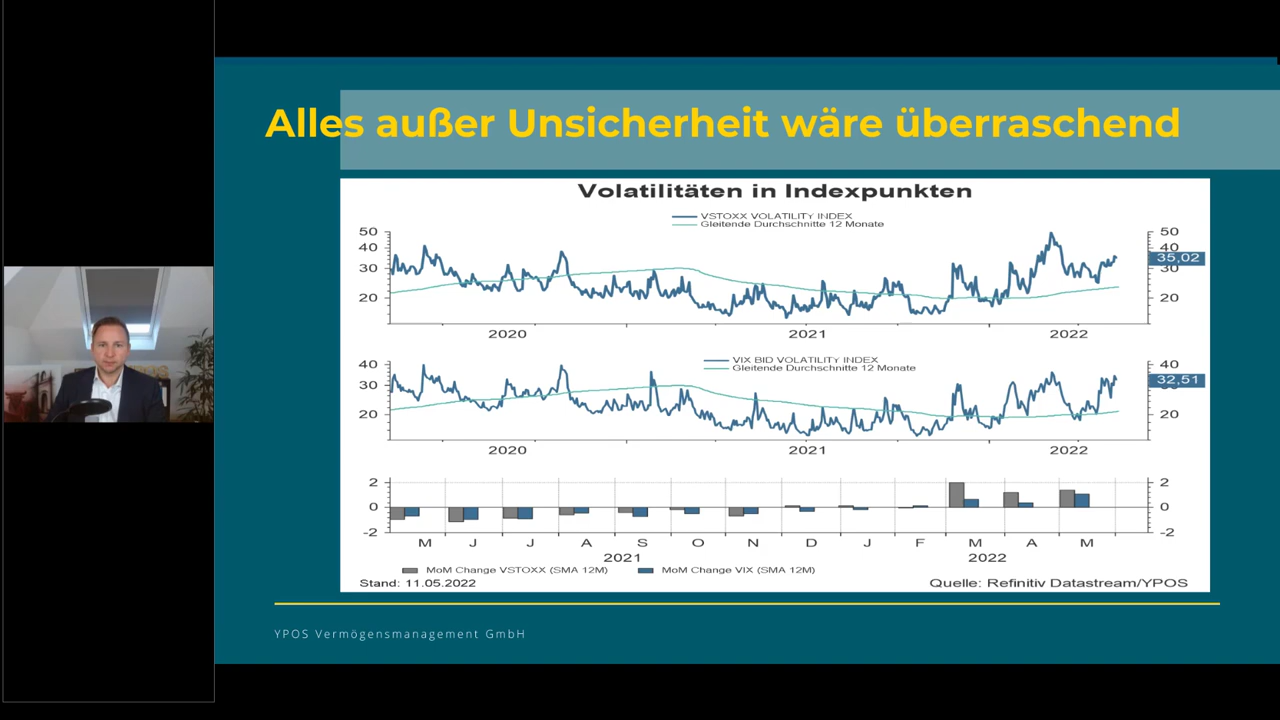 Alles außer Unsicherheit wäre überraschend
Volatilitäten in Indexpunkten
VSTOXX VOLATILITY INDEX
Gleitende Durchschnitte 12 Monate
50 50
40 40
35,02
30 30
20 20
2020 2021 2022
VIX BID VOLATILITY INDEX
Gleitende Durchschnitte 12 Monate
40 40
32,51
30
20 20
2020 2021 2022
2 2
0 0
-2 -2
M J J A S O N D J F M A M
2021 2022
MoM Change VSTOXX (SMA 12M) MoM Change VIX (SMA 12M)
Stand: 11.05.2022 Quelle: Refinitiv Datastream/YPOS
YPOS Vermögensmanagement GmbH